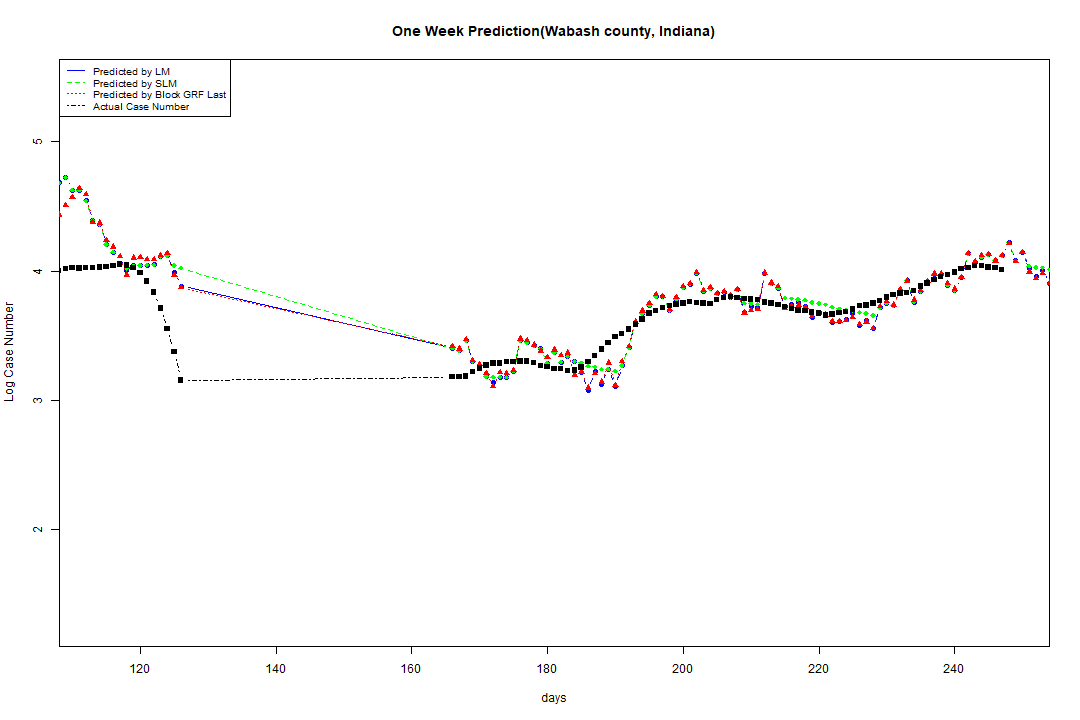 One Week Prediction(Wabash county, Indiana)
Predicted by LM
Predicted by SLM
Predicted by Block GRF Last
Actual Case Number
5
4
3
2
Log Case Number
120 140 160 180 200 220 240
days